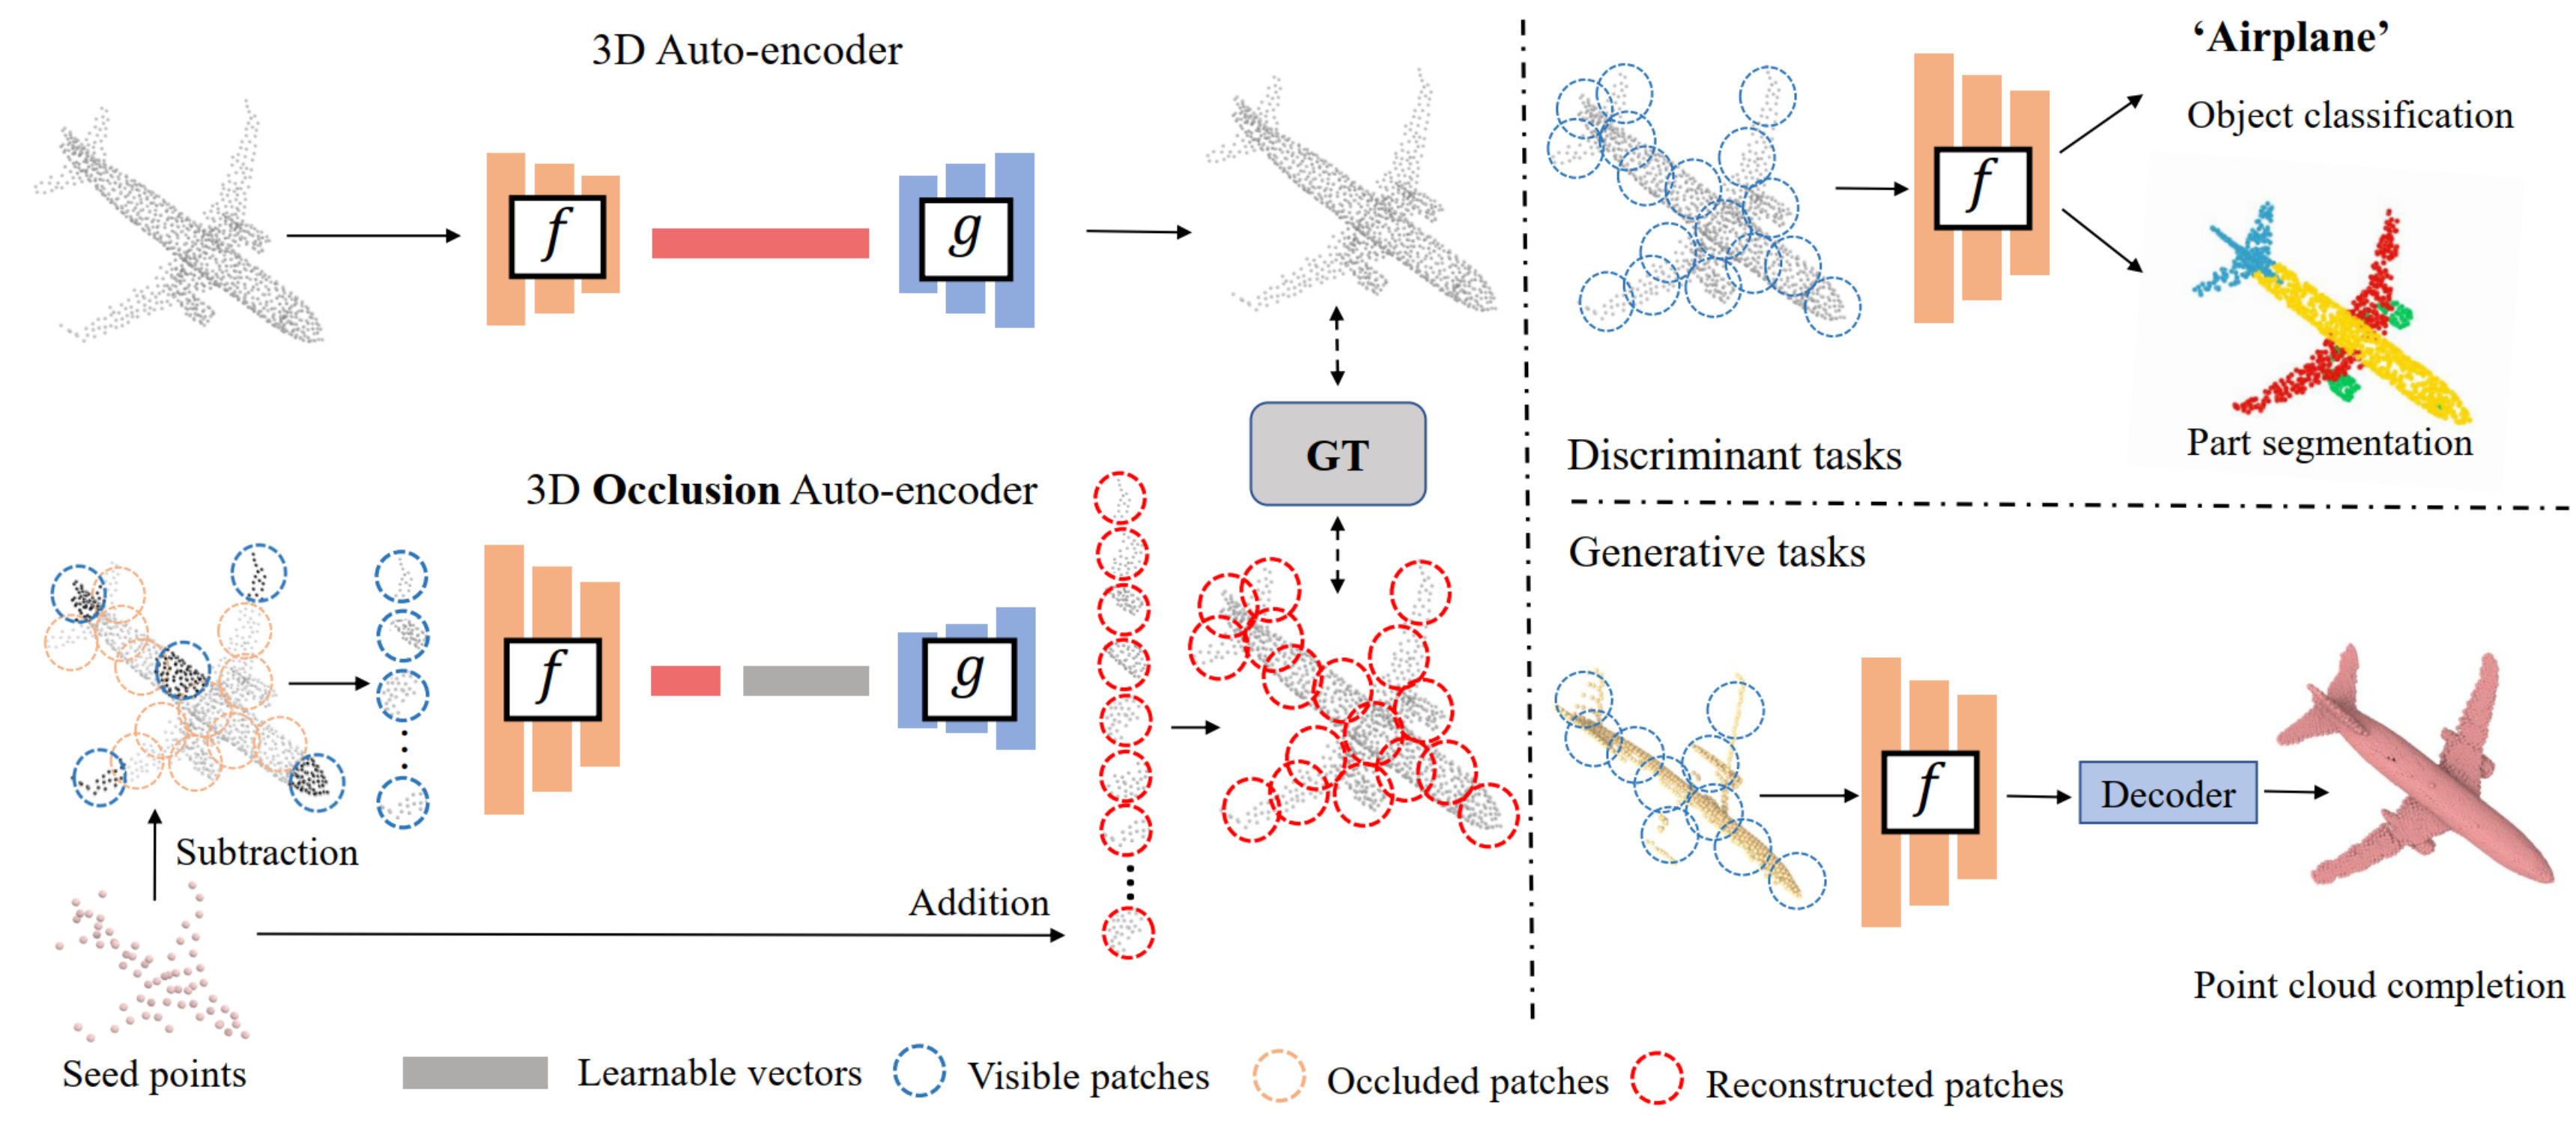 3D Auto-encoder
f
g
GT
3D Occlusion Auto-encoder
f
g
Subtraction
Addition
Seed points
‘Airplane’
Object classification
f
Part segmentation
Discriminant tasks
Generative tasks
f
Decoder
Point cloud completion
Learnable vectors
Visible patches
Occluded patches
Reconstructed patches